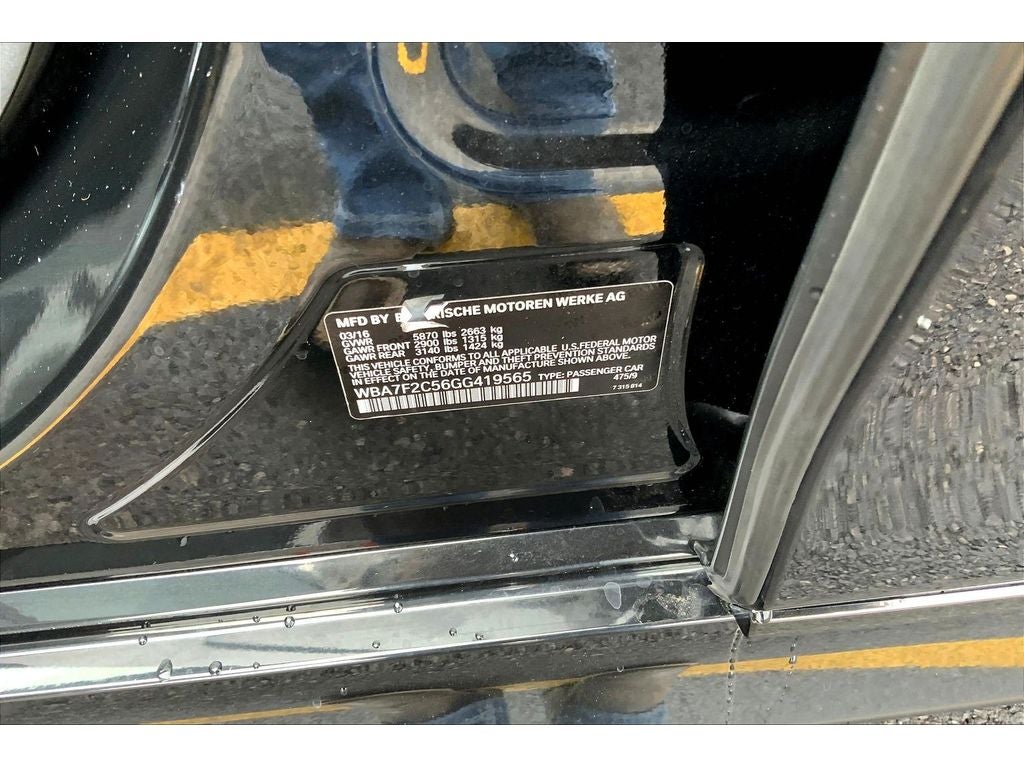 MFD BY B RISCHE MOTOREN WERKE AG
03/16
GVWR 5870 lbs 2663 kg
GAWR FRONT 2900 lbs 1315 kg
GAWR REAR 3140 lbs 1424 kg
THIS VEHICLE CONFORMS TO ALL APPLICABLE U.S.FEDERAL MOTOR
VEHICLE SAFETY, BUMPER AND THEFT PREVENTION STANDARDS
IN EFFECT ON THE DATE OF MANUFACTURE SHOWN ABOVE.
WBA7F2C56GG419565 TYPE: PASSENGER CAR
475/9
7 315 814